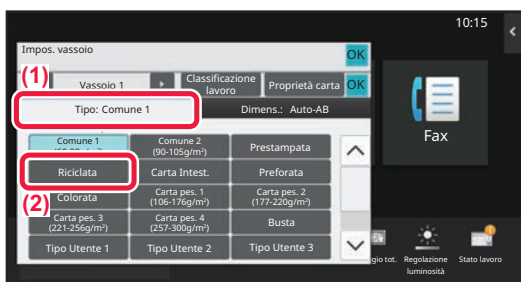 10:15
Impos. vassoio
OK
(1)
Vassoio 1
Classificazione
lavoro
Proprietà carta
OK
Tipo: Comune 1
Dimens.: Auto-AB
Comune 1
Comune 2
(90-105g/m²)
Prestampata
Riciclata
Carta Intest.
Preforata
(2)
Colorata
Carta pes. 1
(106-176g/m²)
Carta pes. 2
(177-220g/m²)
Carta pes. 3
(221-256g/m²)
Carta pes. 4
(257-300g/m²)
Busta
Tipo Utente 1
Tipo Utente 2
Tipo Utente 3
Fax
gio tot.
Regolazione
luminosità
Stato lavoro